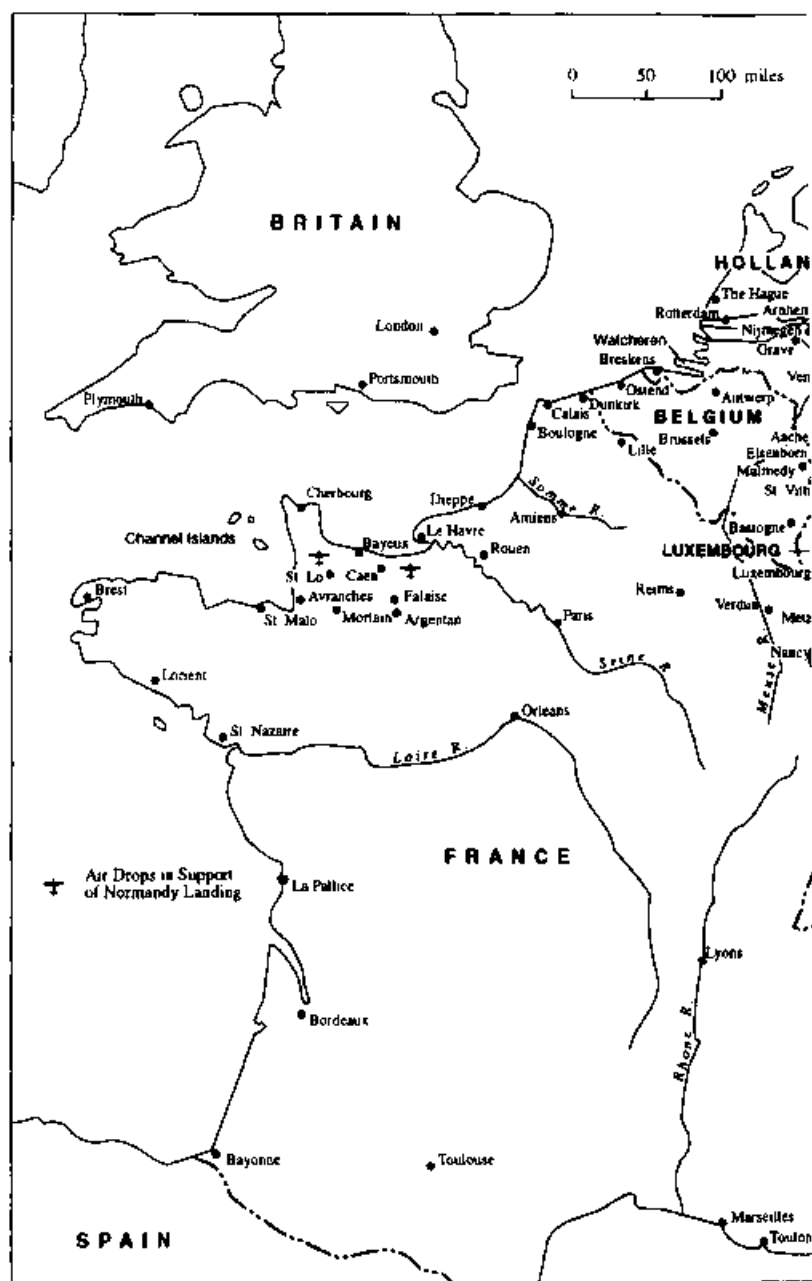 0 50 100 miles
BRITAIN
HOLLAN
The Hague
Arnhem
Rotterdam
Nijmegen
Grave
Walcheren
Breskens
London
Portsmouth
Plymouth
Ostend
Ven
Dunkirk
Antwerp
Calais
BELGIUM
Boulogne
Brussels
Aache
Lille
Elsenborn
Malmedy
St Vith
Cherbourg
Dieppe
Somme R.
Amiens
Bastogne
Channel Islands
Le Havre
Bayeux
Rouen
LUXEMBOURG
St Lo
Caen
Luxembourg
Brest
Avranches
Falaise
Reims
Verdun
St Malo
Mortain
Argentan
Paris
Metz
Nancy
Seine R
Meuse R
Lorient
Orleans
St Nazaire
Loire R.
FRANCE
Air Drops in Support
of Normandy Landing
La Pallice
Lyons
Bordeaux
Rhone R.
Bayonne
Toulouse
Marseilles
SPAIN
Toulon